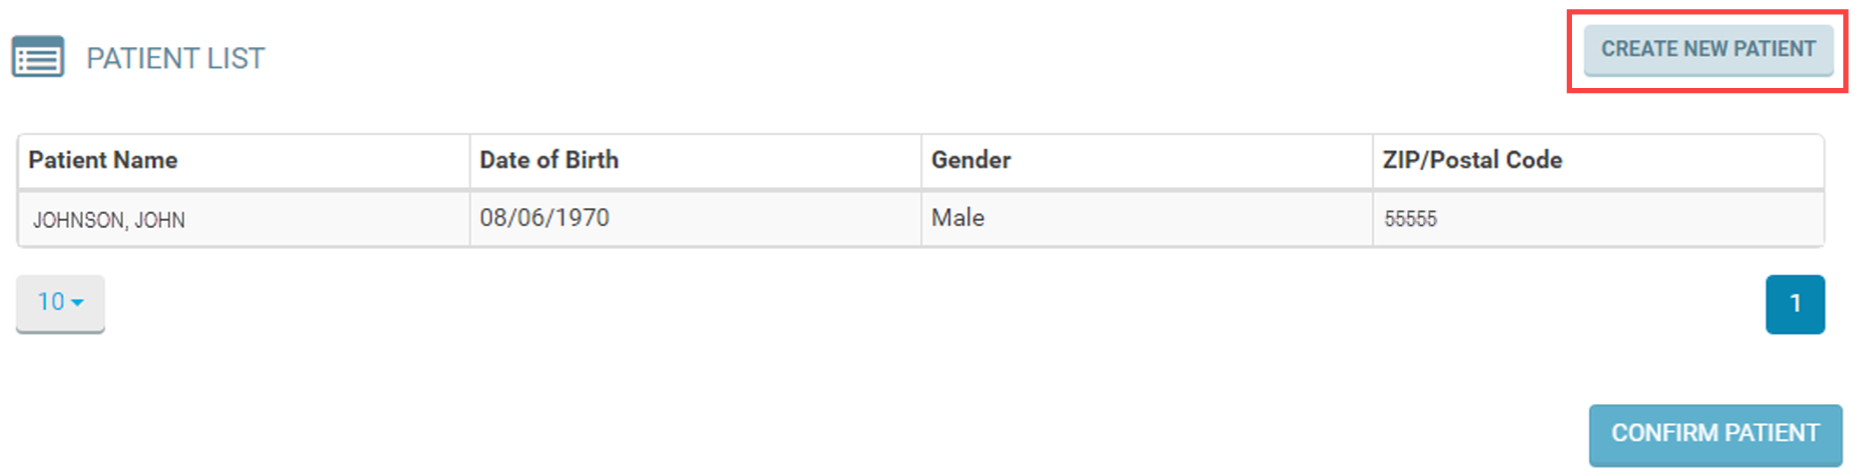 PATIENT LIST
CREATE NEW PATIENT
Patient Name Date of Birth Gender ZIP/Postal Code
JOHNSON, JOHN 08/06/1970 Male 55555
10 1
CONFIRM PATIENT